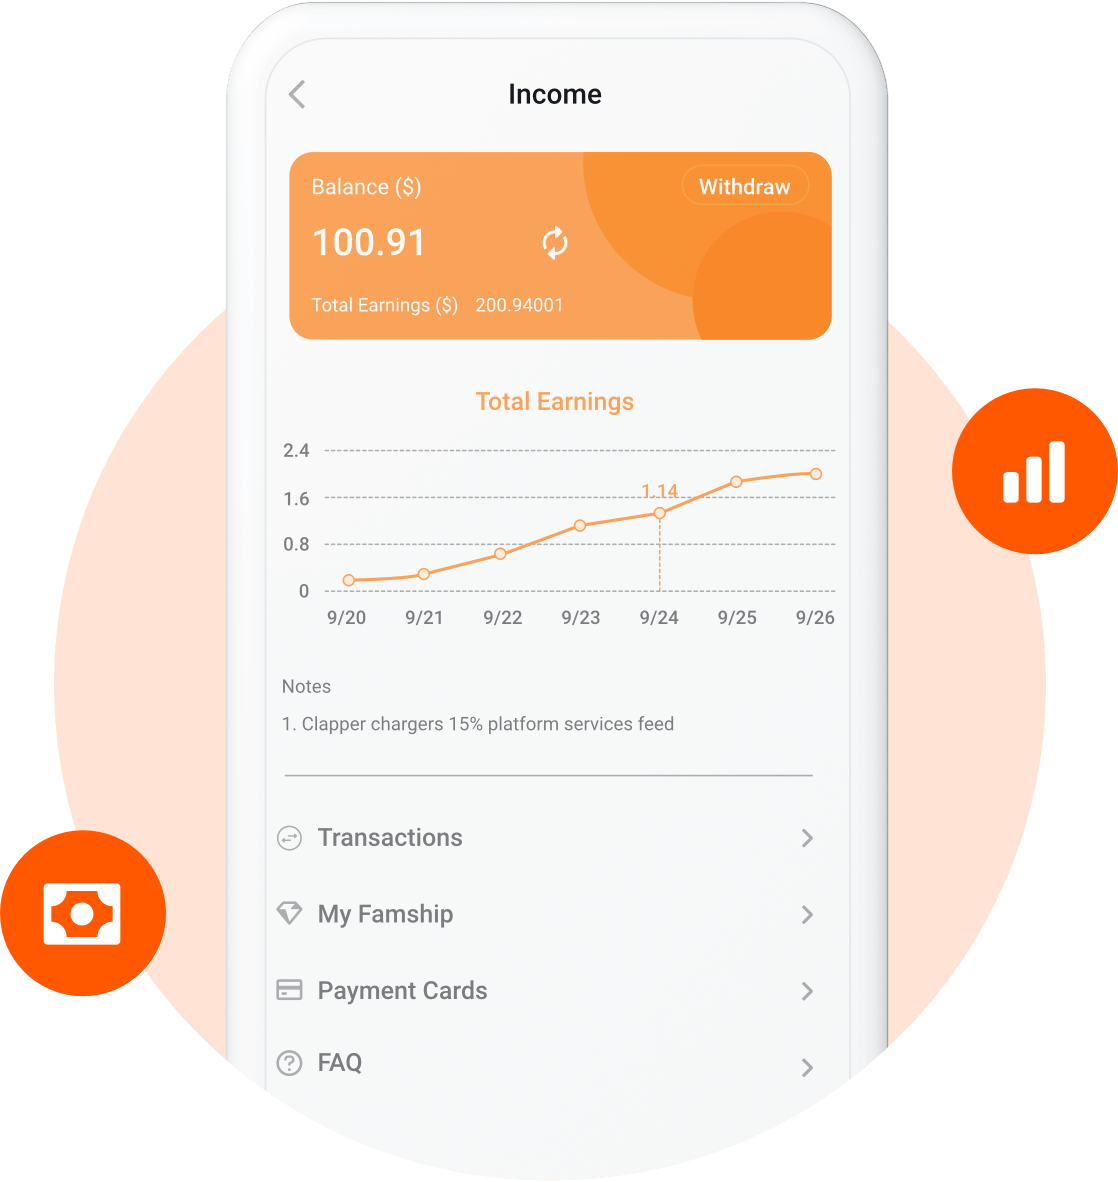 Income
Balance ($)
Withdraw
100.91
Total Earnings ($) 200.94001
Total Earnings
2.4
1.6
1.14
0.8
0
9/20 9/21 9/22 9/23 9/24 9/25 9/26
Notes
1. Clapper chargers 15% platform services feed
Transactions
My Famship
Payment Cards
FAQ